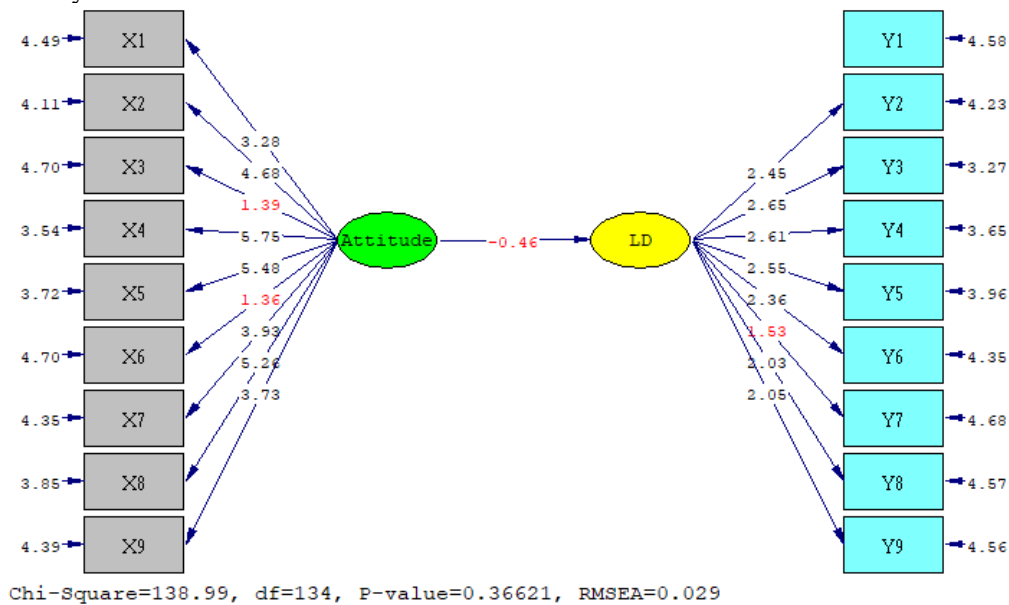 4.49 X1 Y1 4.58
4.11 X2 Y2 4.23
3.28
4.68 2.45
4.70 X3 Y3 3.27
1.39 2.65
3.54 X4 5.75 Attitude -0.46 LD 2.61 Y4 3.65
5.48 2.55
3.72 X5 Y5 3.96
1.36 2.36
3.93 1.53
4.70 X6 Y6 4.35
5.26 2.03
3.73 2.05
4.35 X7 Y7 4.68
3.85 X8 Y8 4.57
4.39 X9 Y9 4.56
Chi-Square=138.99, df=134, P-value=0.36621, RMSEA=0.029